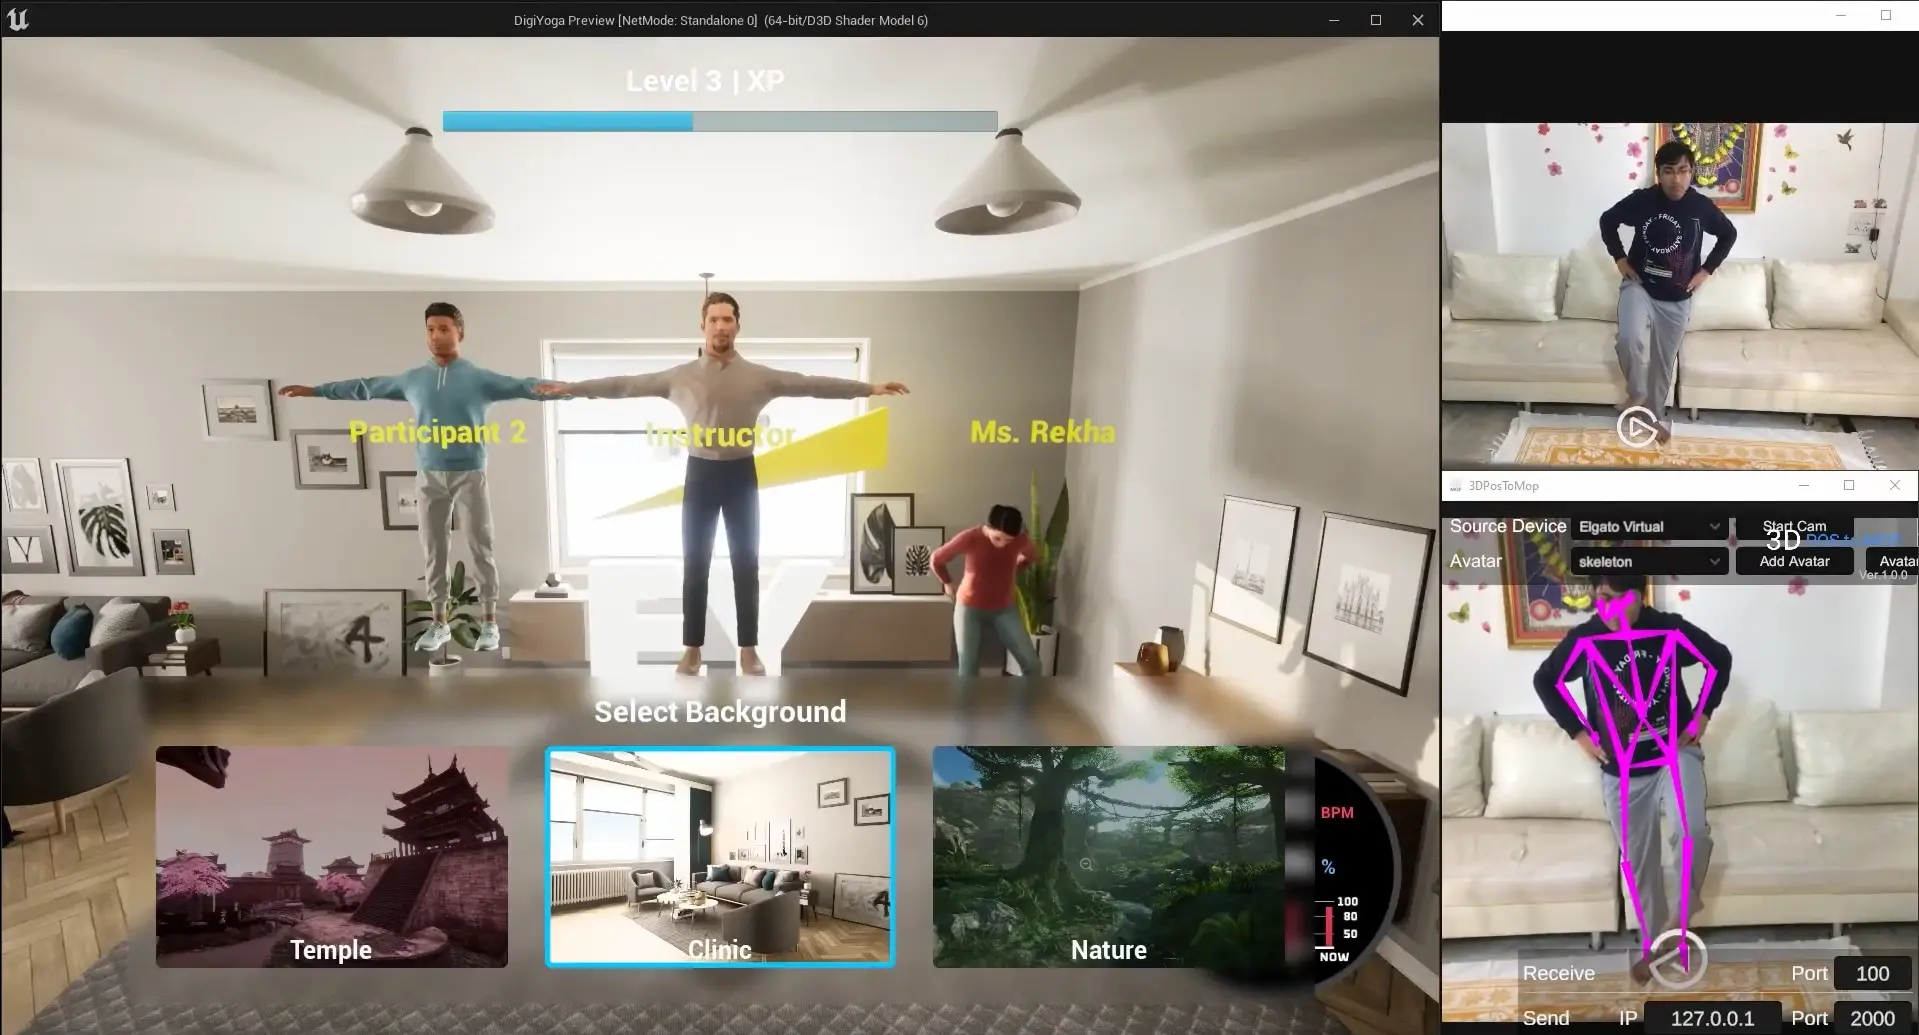 DigiYoga Preview [NetMode: Standalone 0] (64-bit/D3D Shader Model 6)
Level 3 | XP
Participant 2
Instructor
Ms. Rekha
EY
Select Background
Temple
Clinic
Nature
BPM
%
100
80
50
NOW
FRIDAY
SATURDAY
3DPosToMop
Source Device
Elgato Virtual
Start Cam
3D
Avatar
skeleton
Add Avatar
Avatar
Ver.1.0.0
Receive
Port
100
Send
IP
127.0.0.1
Port
2000